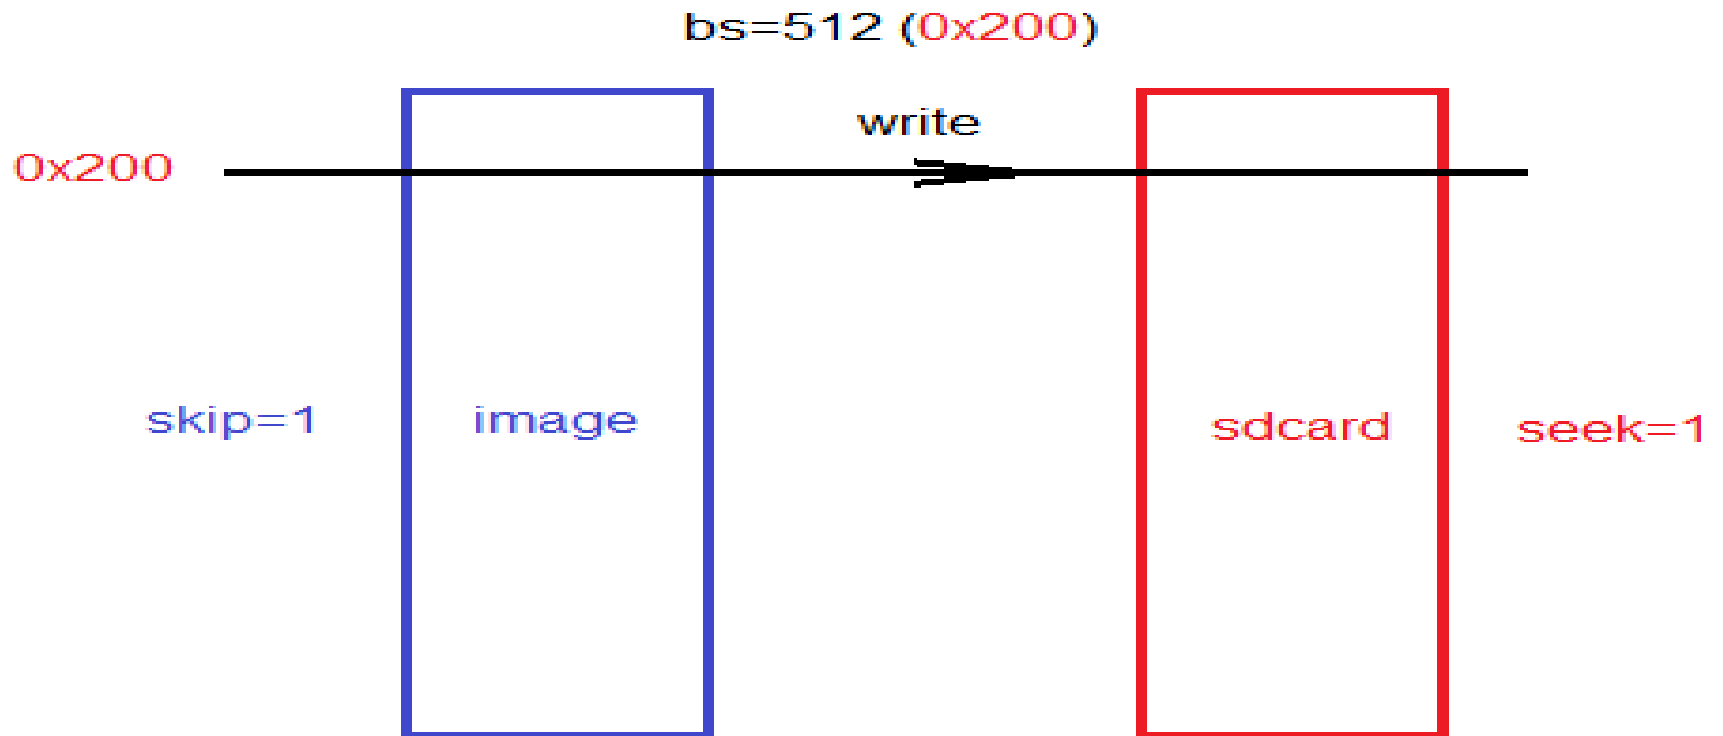 bs=512 (0x200)
write
0x200
skip=1
image
sdcard
seek=1